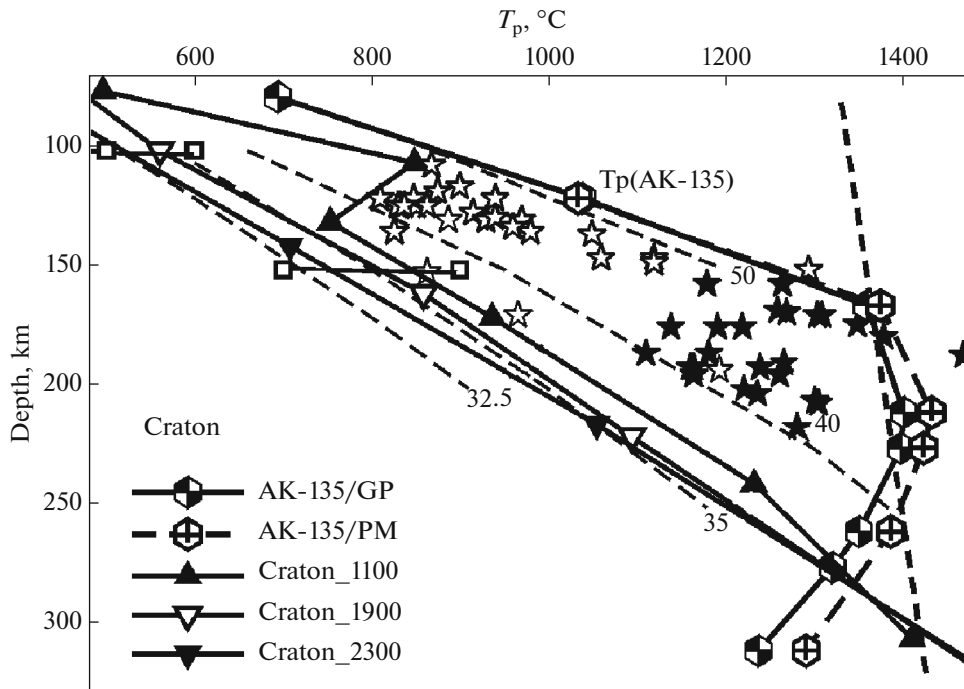 Tp, °C
600 800 1000 1200 1400
100
150
200
250
300
Depth, km
Tp(AK-135)
50
40
32.5
35
Craton
AK-135/GP
AK-135/PM
Craton_1100
Craton_1900
Craton_2300